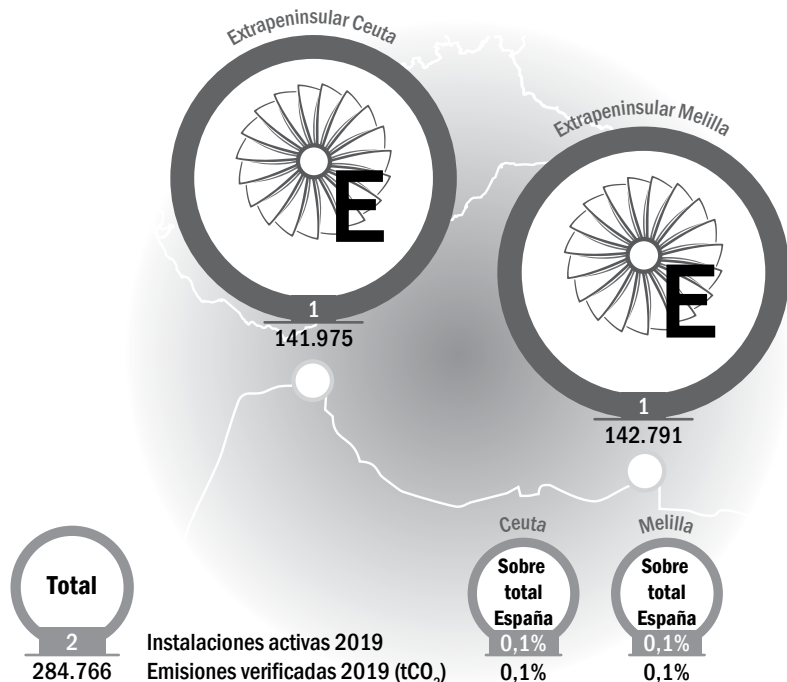 Extrapeninsular Ceuta
E
1
141.975
Extrapeninsular Melilla
E
1
142.791
Total
2
284.766
Instalaciones activas 2019
Emisiones verificadas 2019 (tCO₂)
Ceuta
Sobre
total
España
0,1%
0,1%
Melilla
Sobre
total
España
0,1%
0,1%